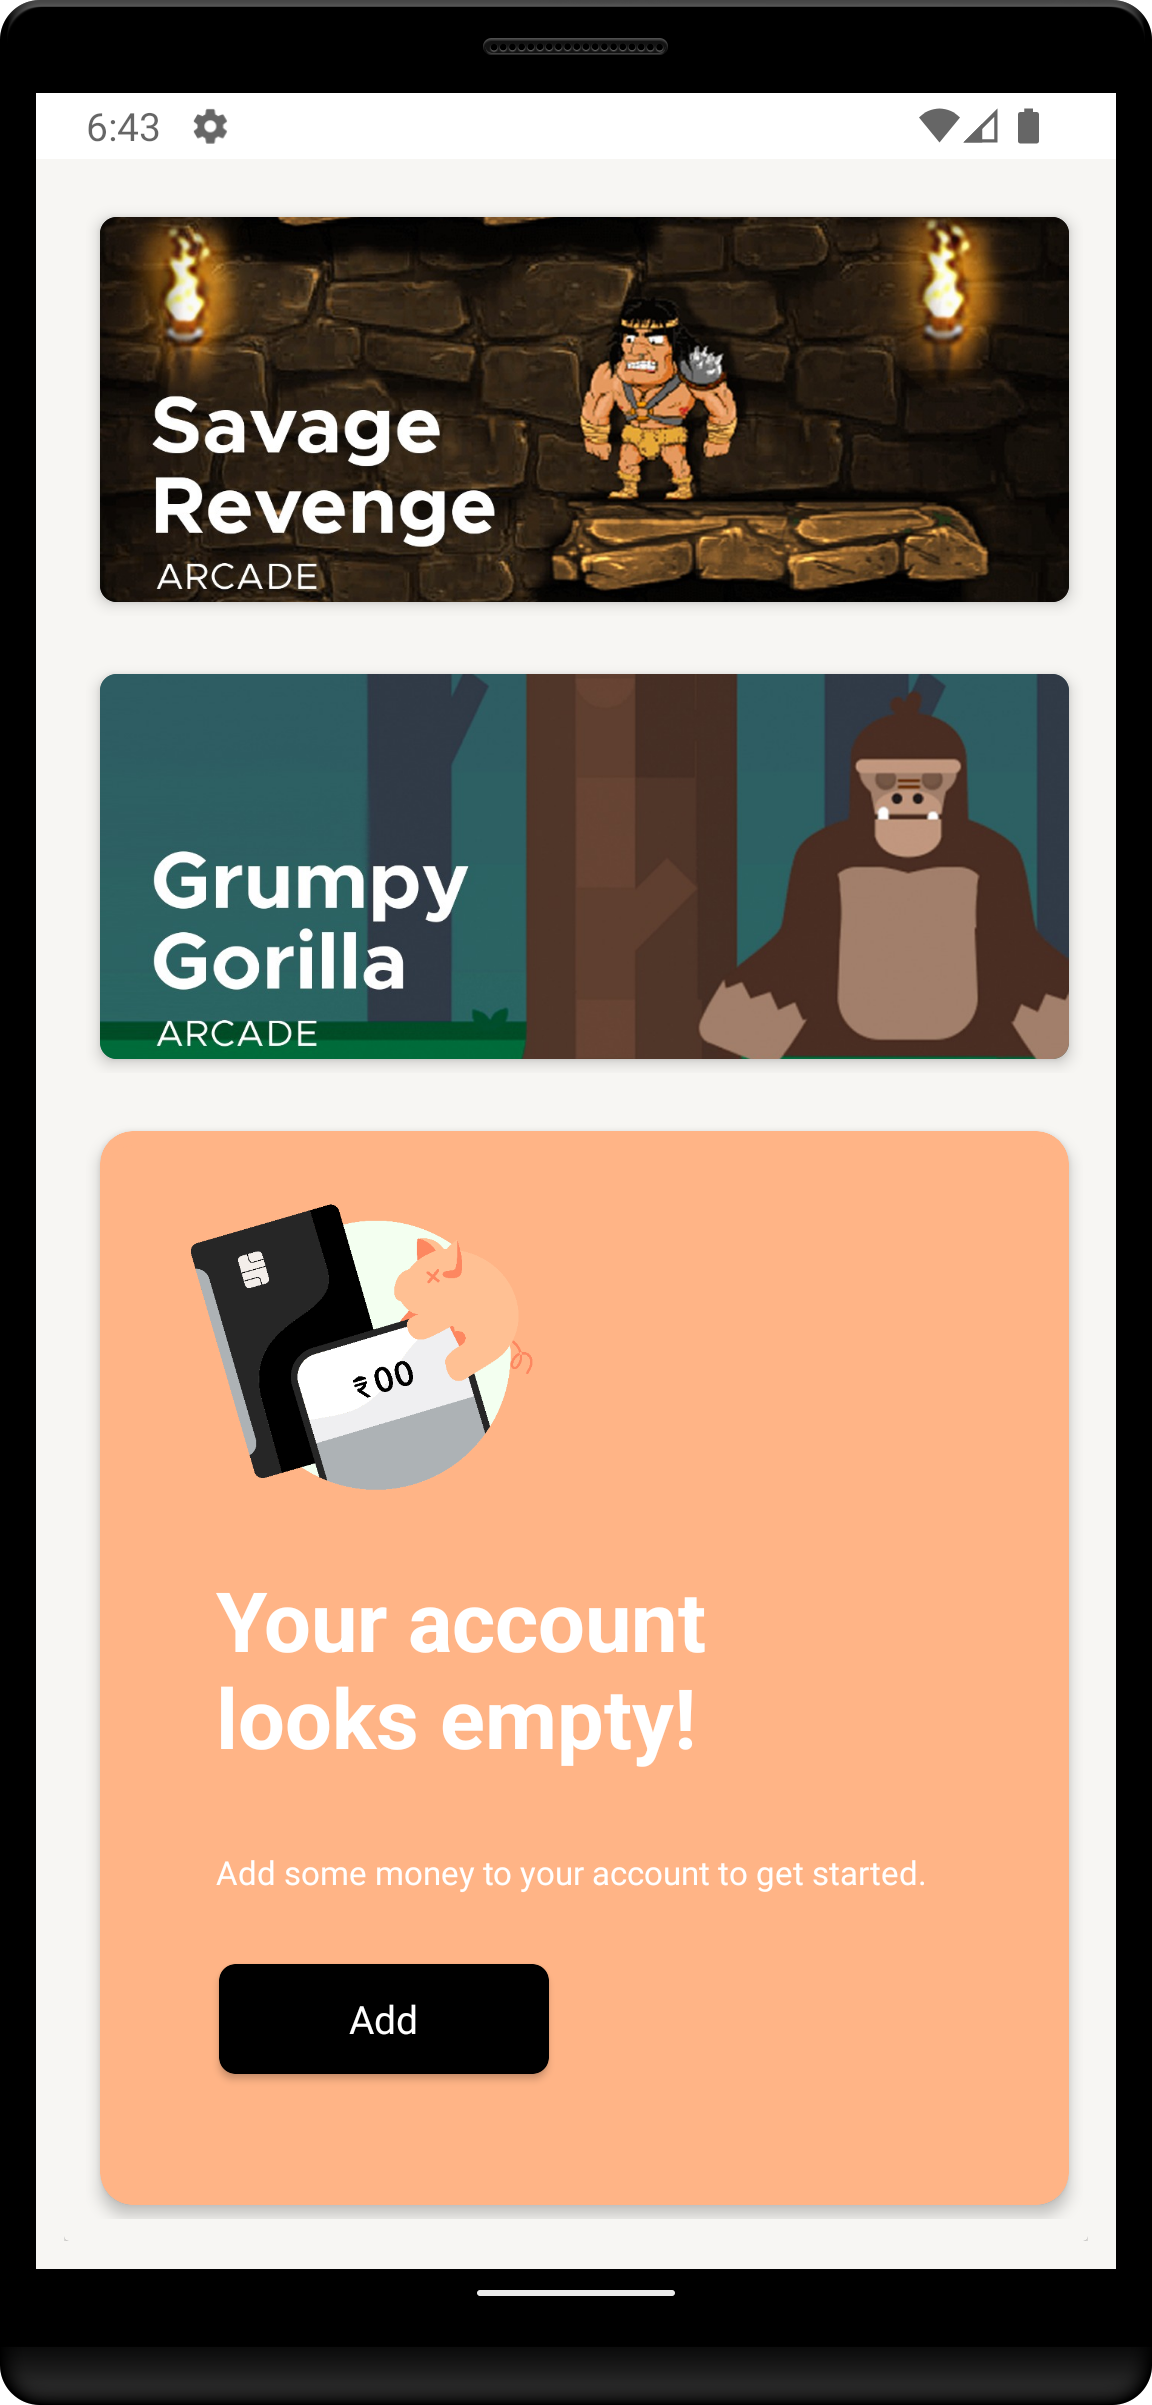 6:43
Savage
Revenge
ARCADE
Grumpy
Gorilla
ARCADE
₹00
Your account
looks empty!
Add some money to your account to get started.
Add